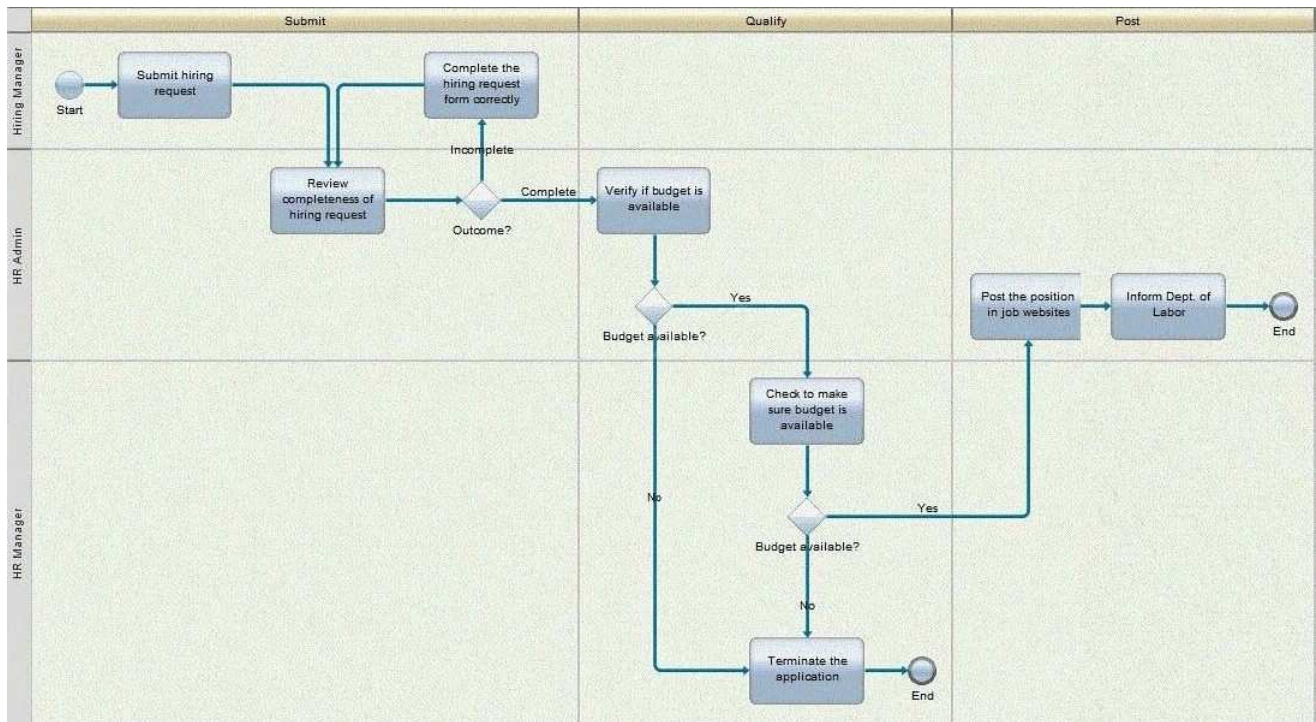 Submit
Qualify
Post
Hiring Manager
Start
Submit hiring
request
Complete the
hiring request
form correctly
Incomplete
HR Admin
Review
completeness of
hiring request
Outcome?
Complete
Verify if budget is
available
Budget available?
Yes
No
Post the position
in job websites
Inform Dept. of
Labor
End
HR Manager
Check to make
sure budget is
available
Budget available?
Yes
No
Terminate the
application
End